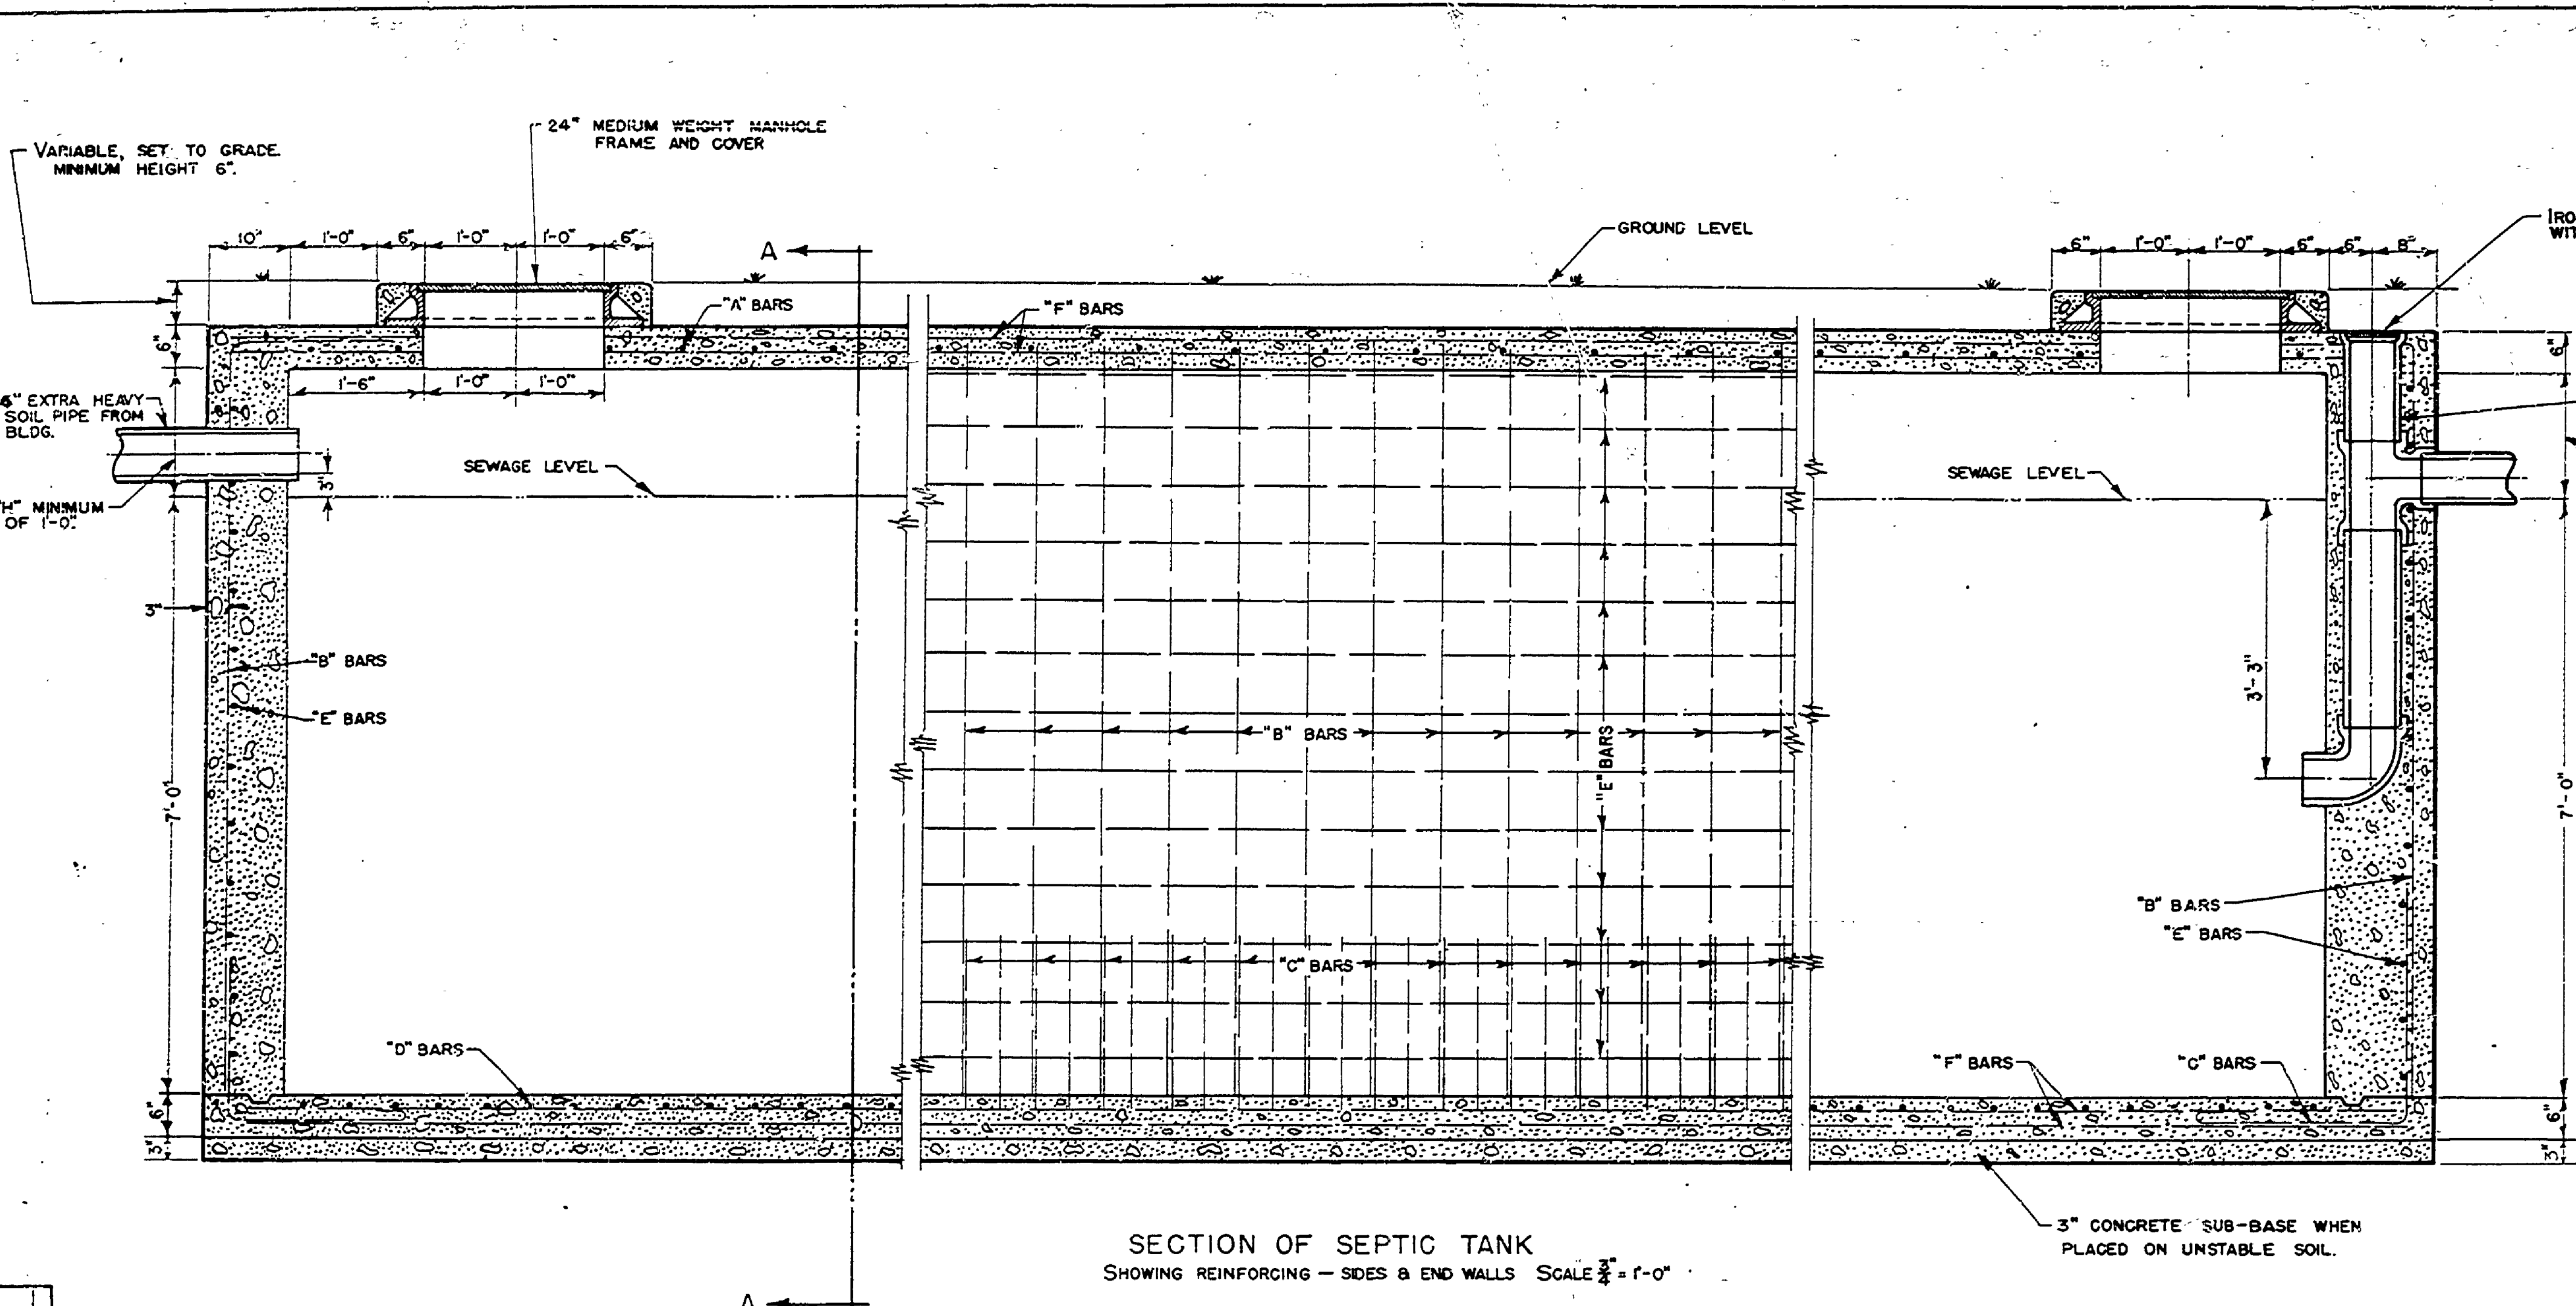 VARIABLE, SET TO GRADE.
MINIMUM HEIGHT 6".
24" MEDIUM WEIGHT MANHOLE
FRAME AND COVER
GROUND LEVEL
10" 1'-0" 6" 1'-0" 1'-0" 6"
A
6" 1'-0" 1'-0" 6" 6" 8"
"A" BARS
"F" BARS
6"
6"
1'-6" 1'-0" 1'-0"
EXTRA HEAVY
SOIL PIPE FROM
BLDG.
SEWAGE LEVEL
3"
SEWAGE LEVEL
"H" MINIMUM
OF 1'-0".
3"
"B" BARS
"E" BARS
3'-3"
"B" BARS
"E" BARS
7'-0"
7'-0"
"B" BARS
"E" BARS
"C" BARS
"D" BARS
"F" BARS
"C" BARS
6"
6"
3"
3"
3" CONCRETE SUB-BASE WHEN
PLACED ON UNSTABLE SOIL.
SECTION OF SEPTIC TANK
SHOWING REINFORCING — SIDES & END WALLS SCALE 3/4" = 1'-0"
A